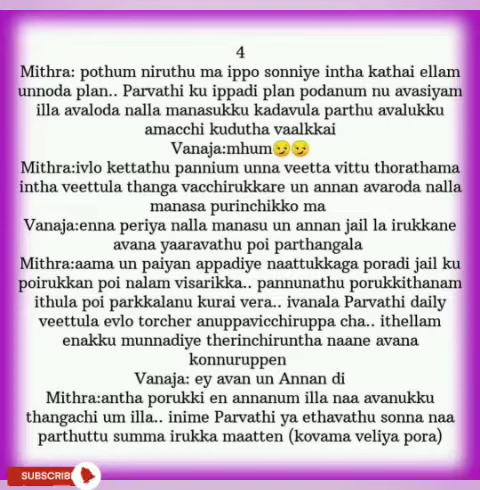 4
Mithra: pothum niruthu ma ippo sonniye intha kathai ellam
unnoda plan.. Parvathi ku ippadi plan podanum nu avasiyam
illa avaloda nalla manasukku kadavula parthu avalukku
amacchi kudutha vaalkkai
Vanaja:mhum😏😏
Mithra:ivlo kettathu pannium unna veetta vittu thorathama
intha veettula thanga vacchirukkare un annan avaroda nalla
manasa purinchikko ma
Vanaja:enna periya nalla manasu un annan jail la irukkane
avana yaaravathu poi parthangala
Mithra:aama un paiyan appadiye naattukkaga poradi jail ku
poirukkan poi nalam visarikka.. pannunathu porukkithanam
ithula poi parkkalanu kurai vera.. ivanala Parvathi daily
veettula evlo torcher anuppavicchiruppa cha.. ithellam
enakku munnadiye therinchiruntha naane avana
konnuruppen
Vanaja: ey avan un Annan di
Mithra:antha porukki en annanum illa naa avanukku
thangachi um illa.. inime Parvathi ya ethavathu sonna naa
parthuttu summa irukka maatten (kovama veliya pora)
SUBSCRIB